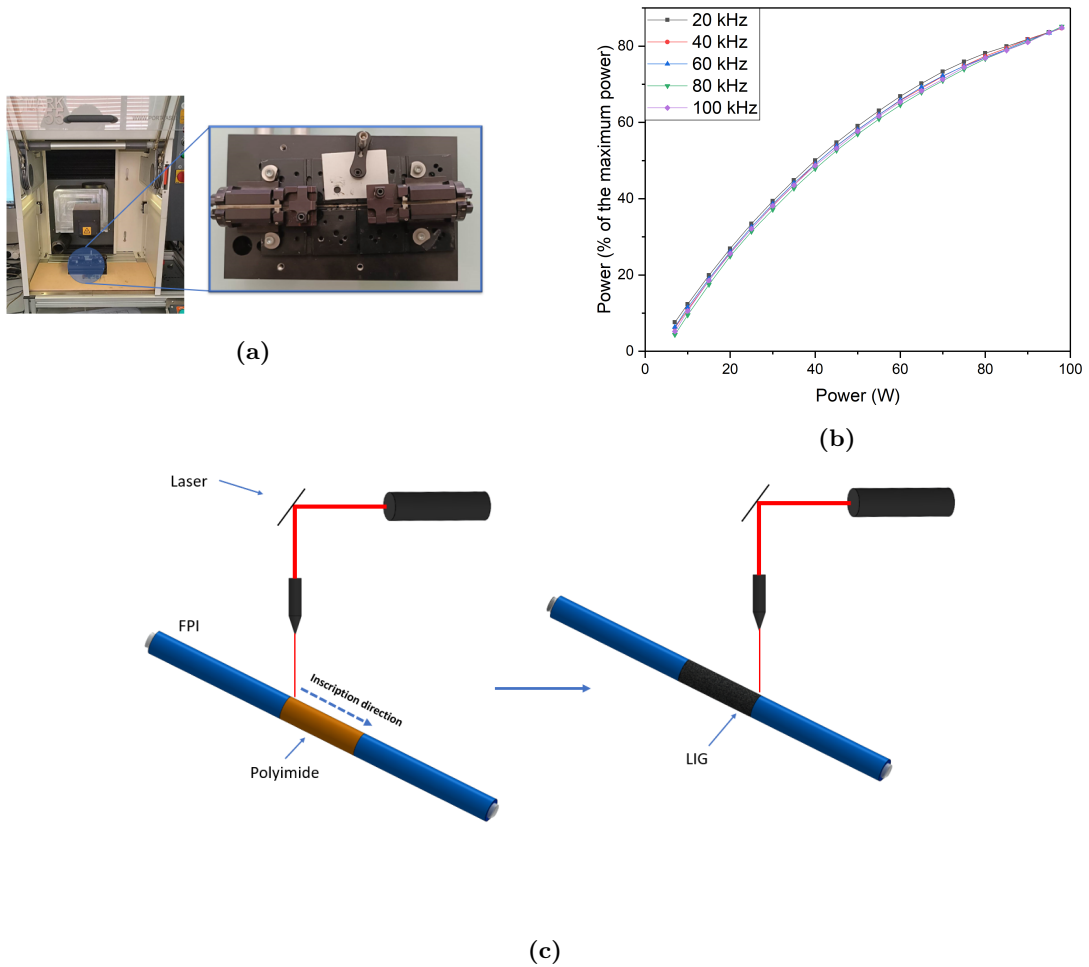 20 kHz
40 kHz
60 kHz
80 kHz
100 kHz
80
60
40
20
0
0 20 40 60 80 100
Power (% of the maximum power)
Power (W)
(a)
(b)
Laser
FPI
Inscription direction
Polyimide
LIG
(c)